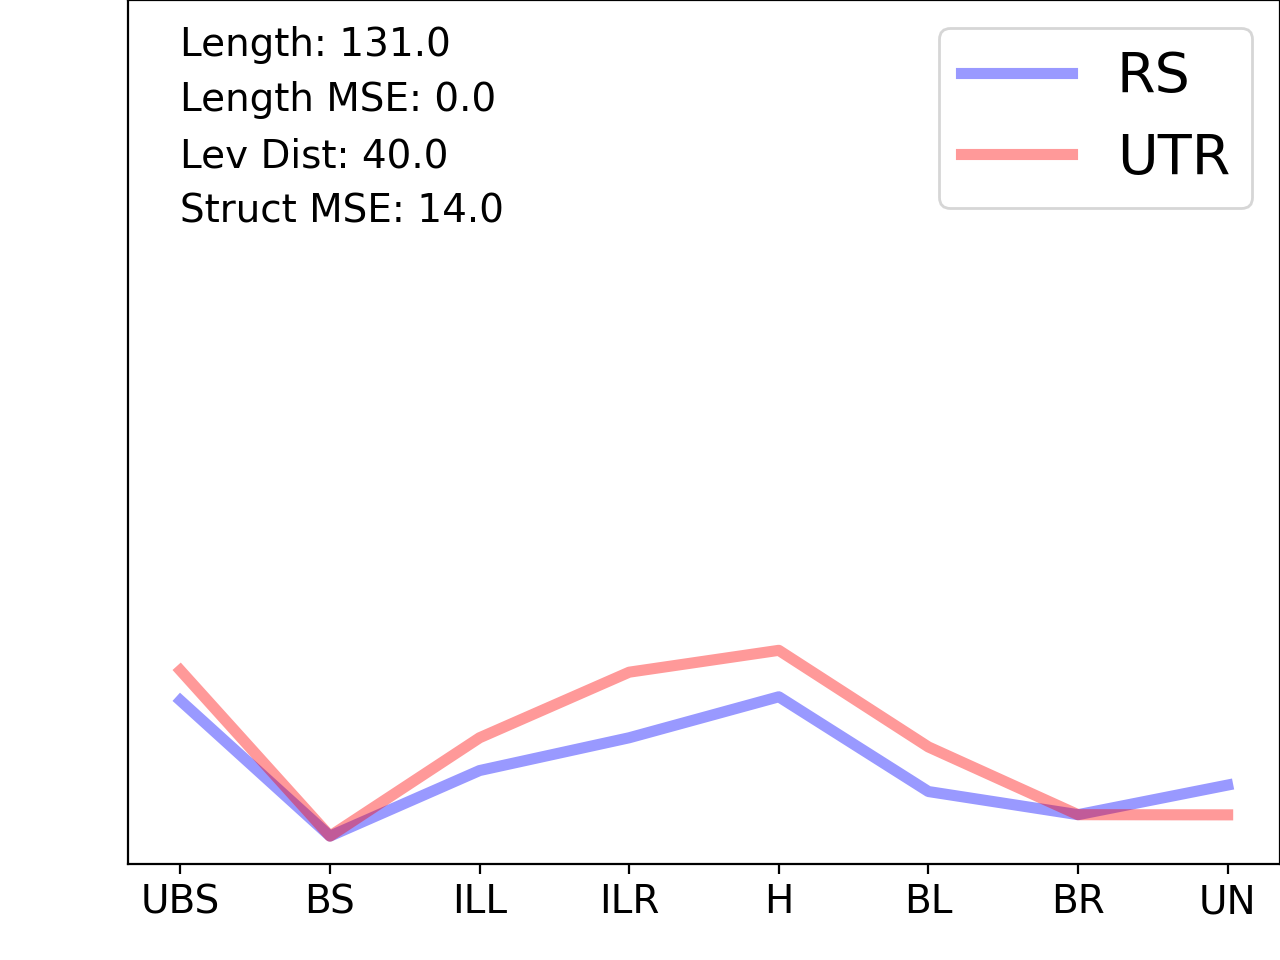 Length: 131.0
Length MSE: 0.0
Lev Dist: 40.0
Struct MSE: 14.0
RS
UTR
UBS BS ILL ILR H BL BR UN